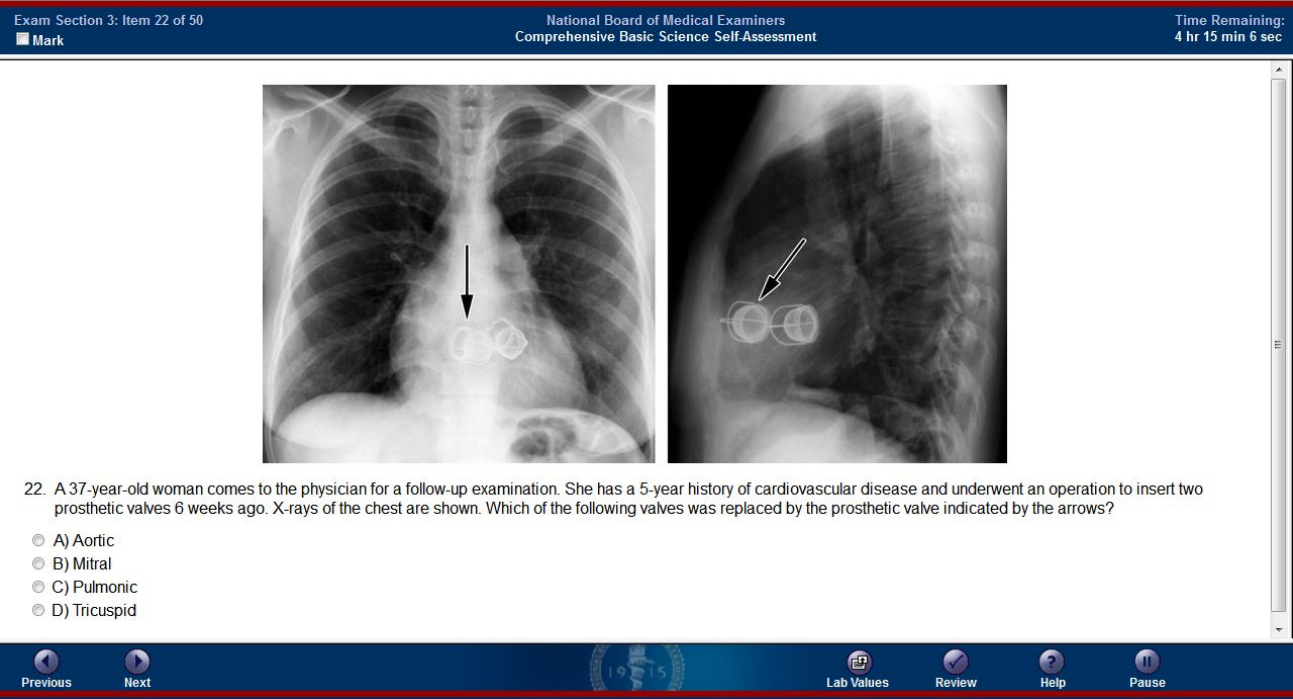 Exam Section 3: Item 22 of 50
National Board of Medical Examiners
Time Remaining:
Mark
Comprehensive Basic Science Self-Assessment
4 hr 15 min 6 sec
22. A 37-year-old woman comes to the physician for a follow-up examination. She has a 5-year history of cardiovascular disease and underwent an operation to insert two
prosthetic valves 6 weeks ago. X-rays of the chest are shown. Which of the following valves was replaced by the prosthetic valve indicated by the arrows?
A) Aortic
B) Mitral
C) Pulmonic
D) Tricuspid
1915
Previous
Next
Lab Values
Review
Help
Pause